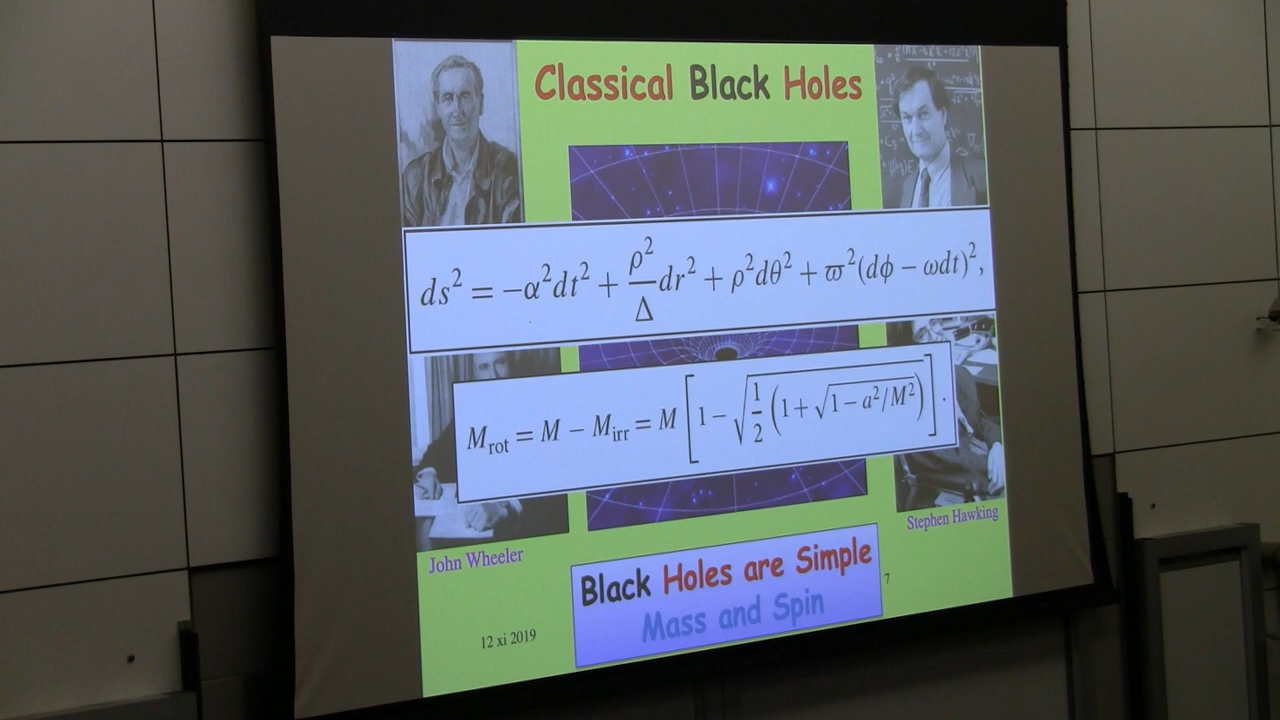 Classical Black Holes
ds² = −α²dt² + ρ²/Δ dr² + ρ²dθ² + ϖ²(dϕ − ωdt)²,
M_rot = M − M_irr = M [1 − √(1/2 (1 + √(1 − a²/M²)))].
John Wheeler
Stephen Hawking
Black Holes are Simple
Mass and Spin
7
12 xi 2019